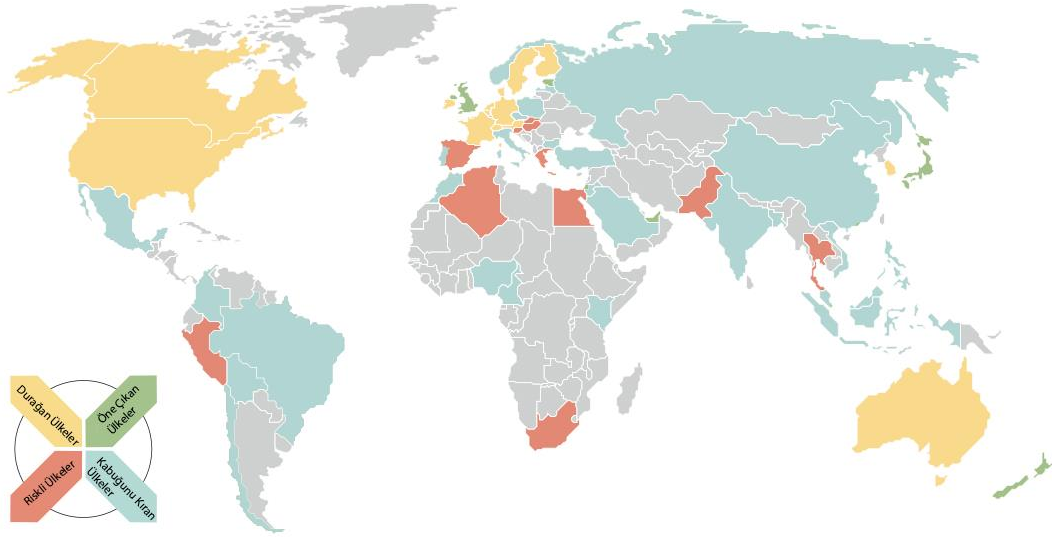 Durağan Ülkeler
Öne Çıkan
Ülkeler
Riskli Ülkeler
Kabuğunu Kıran
Ülkeler